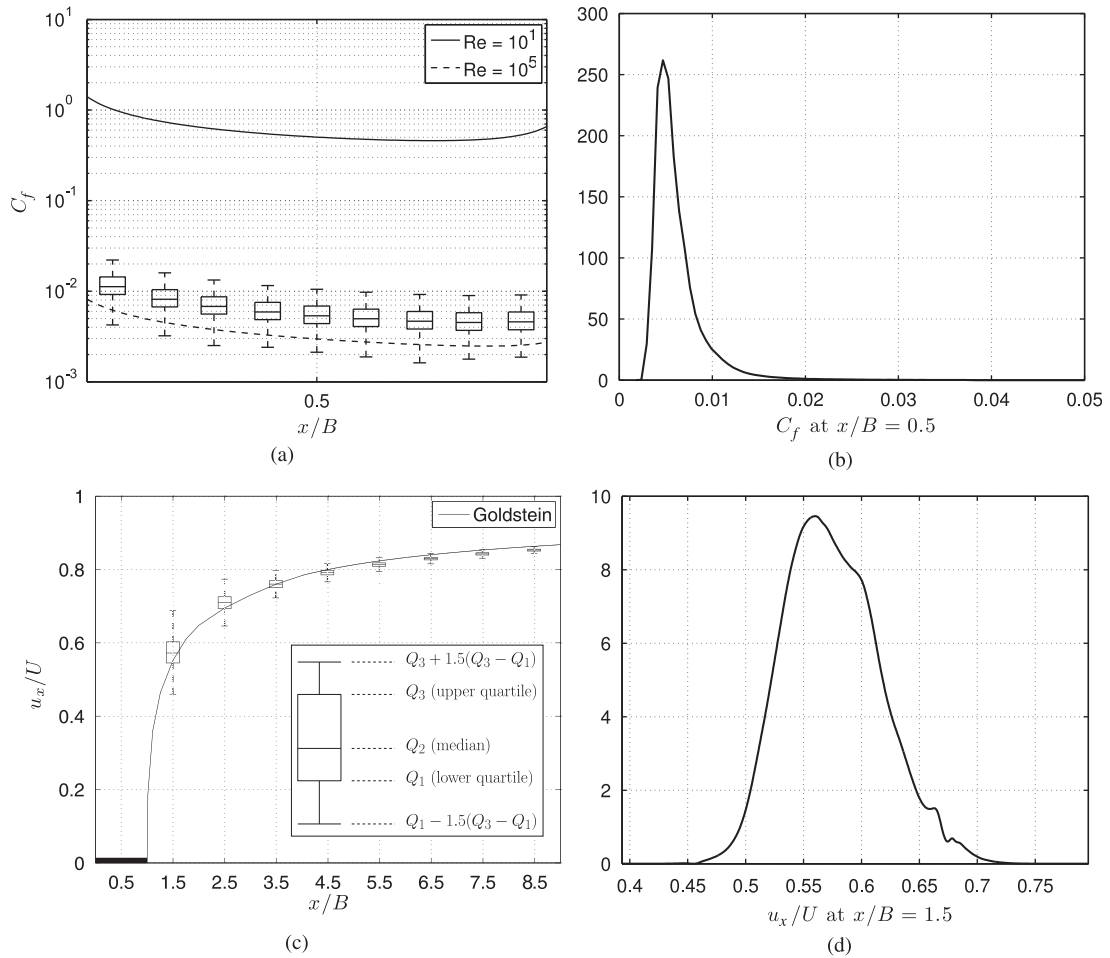 10^1
10^0
10^-1
10^-2
10^-3
C_f
Re = 10^1
Re = 10^5
0.5
x/B
(a)
300
250
200
150
100
50
0
0 0.01 0.02 0.03 0.04 0.05
C_f at x/B = 0.5
(b)
1
0.8
0.6
0.4
0.2
0
u_x/U
Goldstein
Q_3 + 1.5(Q_3 − Q_1)
Q_3 (upper quartile)
Q_2 (median)
Q_1 (lower quartile)
Q_1 − 1.5(Q_3 − Q_1)
0.5 1.5 2.5 3.5 4.5 5.5 6.5 7.5 8.5
x/B
(c)
10
8
6
4
2
0
0.4 0.45 0.5 0.55 0.6 0.65 0.7 0.75
u_x/U at x/B = 1.5
(d)